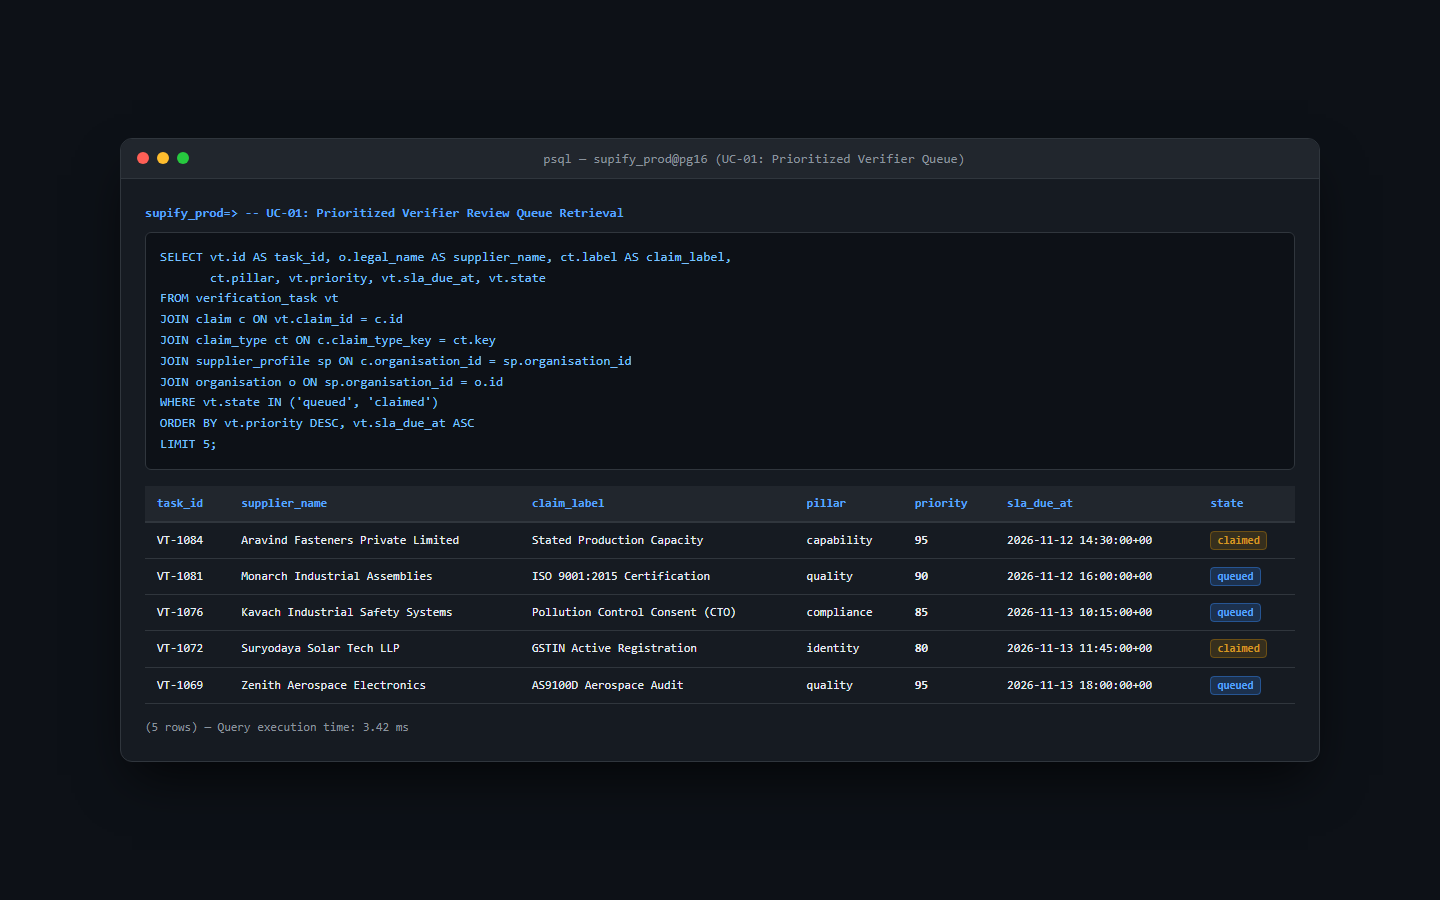 psql — supify_prod@pg16 (UC-01: Prioritized Verifier Queue)
supify_prod=> -- UC-01: Prioritized Verifier Review Queue Retrieval
SELECT vt.id AS task_id, o.legal_name AS supplier_name, ct.label AS claim_label,
       ct.pillar, vt.priority, vt.sla_due_at, vt.state
FROM verification_task vt
JOIN claim c ON vt.claim_id = c.id
JOIN claim_type ct ON c.claim_type_key = ct.key
JOIN supplier_profile sp ON c.organisation_id = sp.organisation_id
JOIN organisation o ON sp.organisation_id = o.id
WHERE vt.state IN ('queued', 'claimed')
ORDER BY vt.priority DESC, vt.sla_due_at ASC
LIMIT 5;
task_id supplier_name claim_label pillar priority sla_due_at state
VT-1084 Aravind Fasteners Private Limited Stated Production Capacity capability 95 2026-11-12 14:30:00+00 claimed
VT-1081 Monarch Industrial Assemblies ISO 9001:2015 Certification quality 90 2026-11-12 16:00:00+00 queued
VT-1076 Kavach Industrial Safety Systems Pollution Control Consent (CTO) compliance 85 2026-11-13 10:15:00+00 queued
VT-1072 Suryodaya Solar Tech LLP GSTIN Active Registration identity 80 2026-11-13 11:45:00+00 claimed
VT-1069 Zenith Aerospace Electronics AS9100D Aerospace Audit quality 95 2026-11-13 18:00:00+00 queued
(5 rows) — Query execution time: 3.42 ms